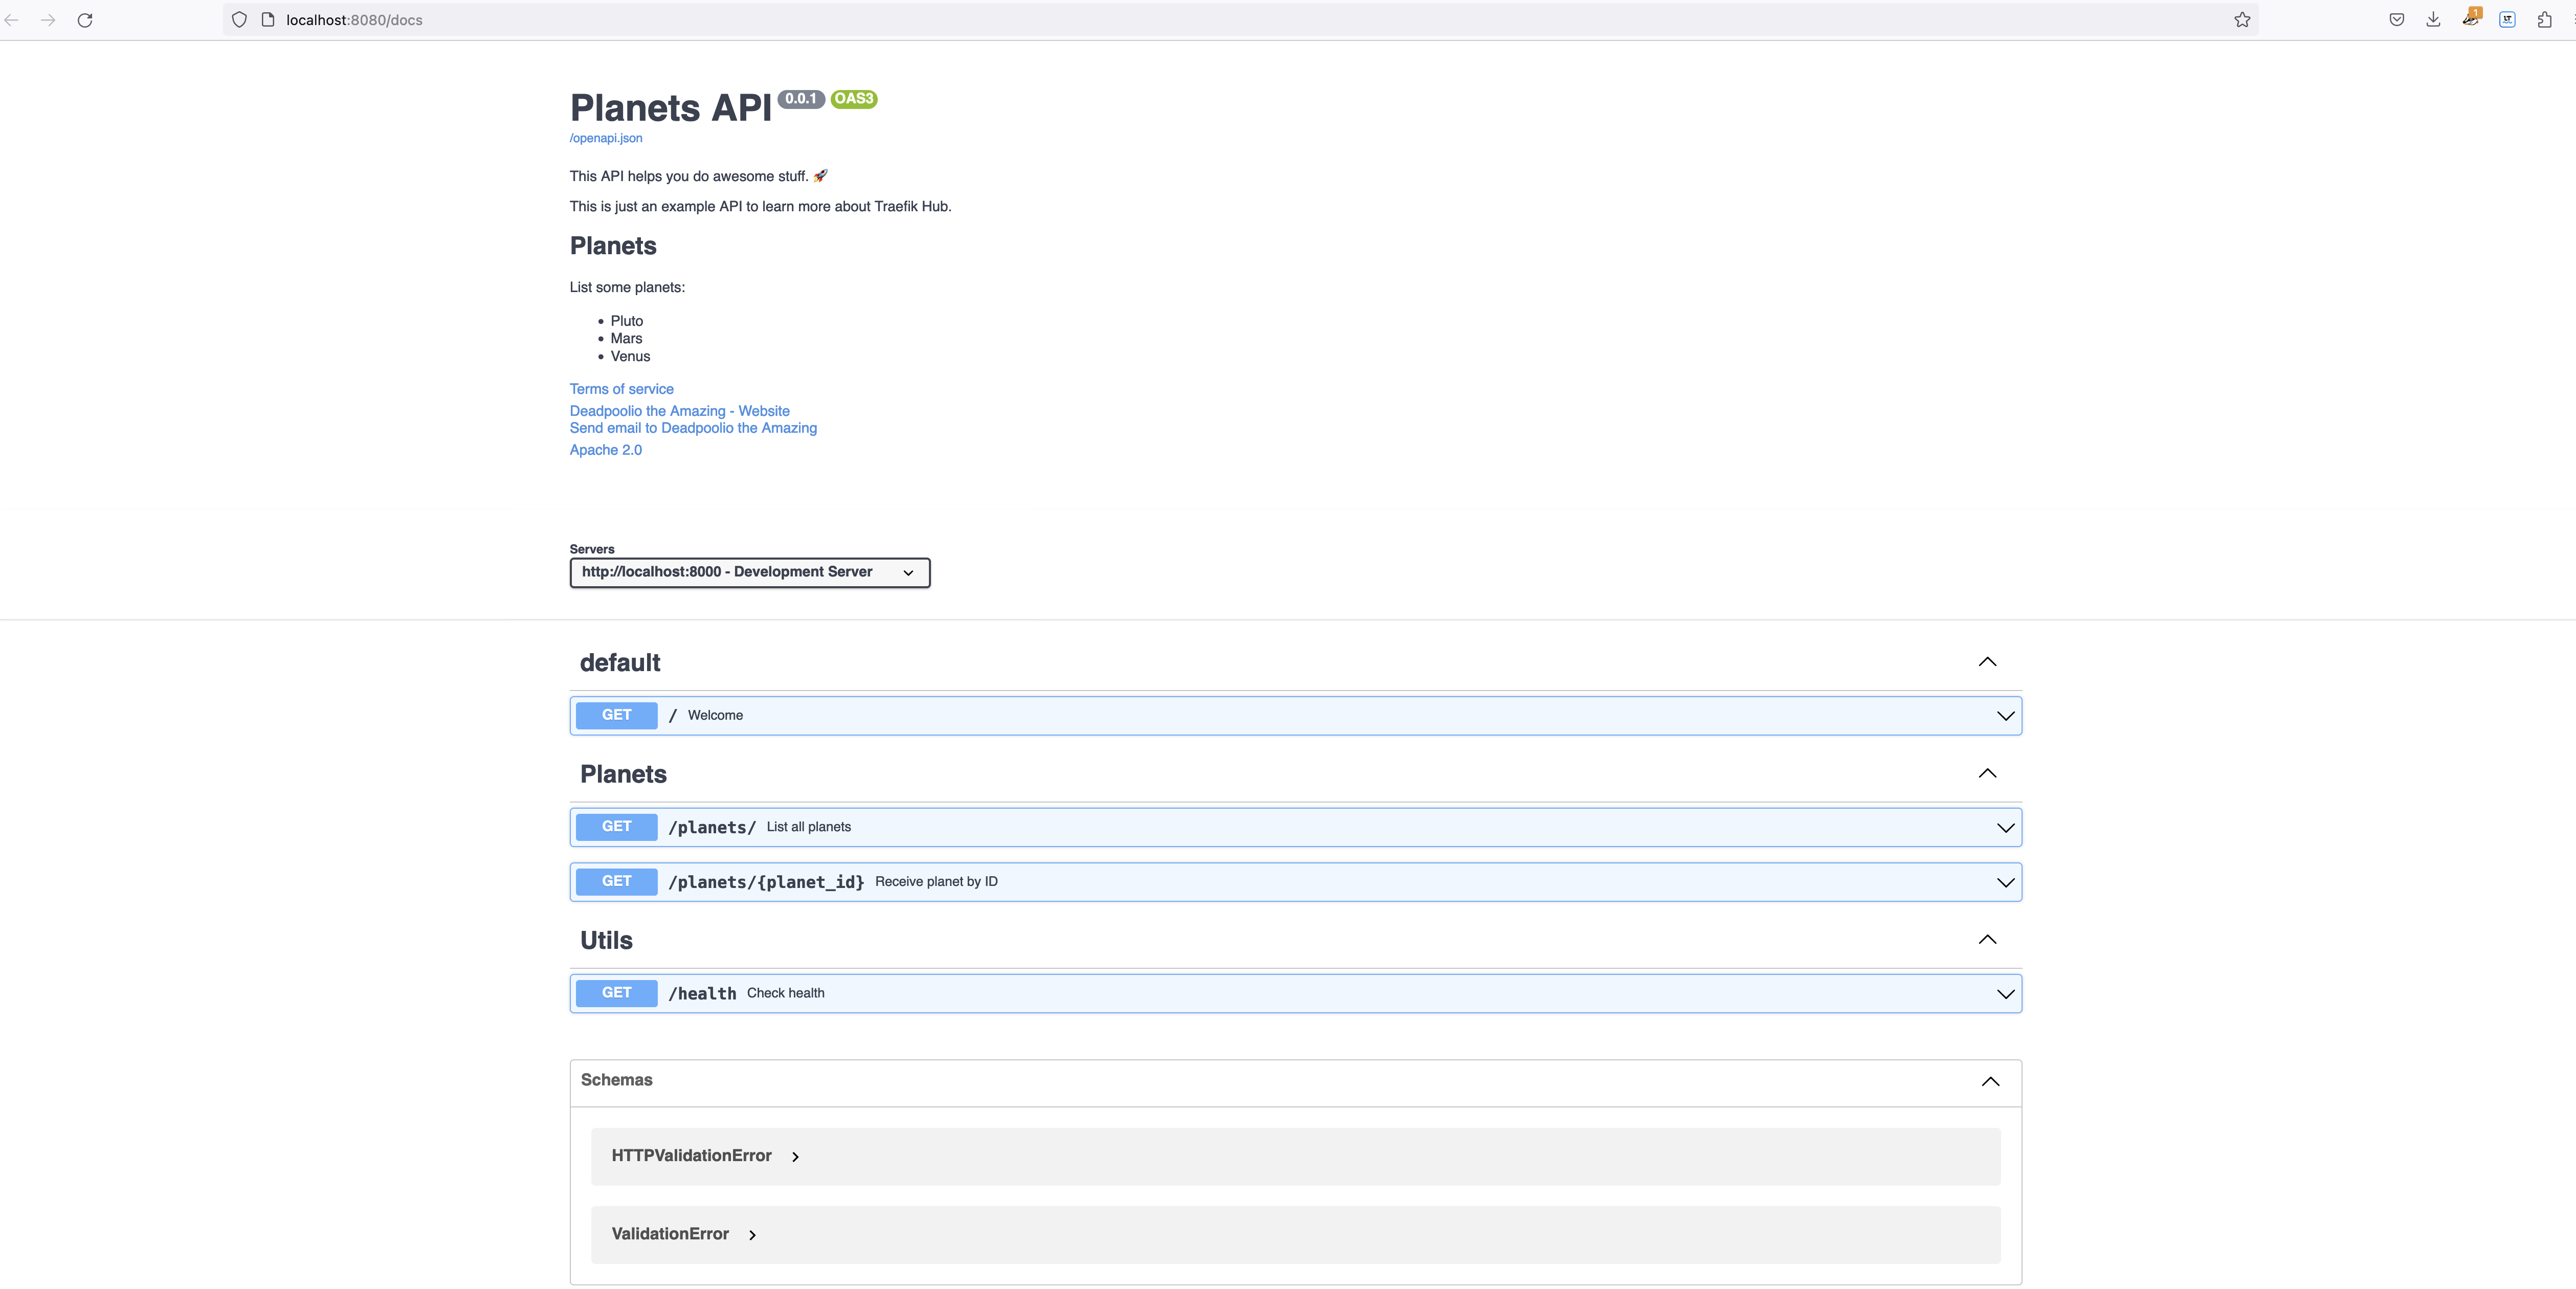 localhost:8080/docs
1
LT
Planets API 0.0.1 OAS3
/openapi.json
This API helps you do awesome stuff. 🚀
This is just an example API to learn more about Traefik Hub.
Planets
List some planets:
Pluto
Mars
Venus
Terms of service
Deadpoolio the Amazing - Website
Send email to Deadpoolio the Amazing
Apache 2.0
Servers
http://localhost:8000 - Development Server
default
GET / Welcome
Planets
GET /planets/ List all planets
GET /planets/{planet_id} Receive planet by ID
Utils
GET /health Check health
Schemas
HTTPValidationError
ValidationError